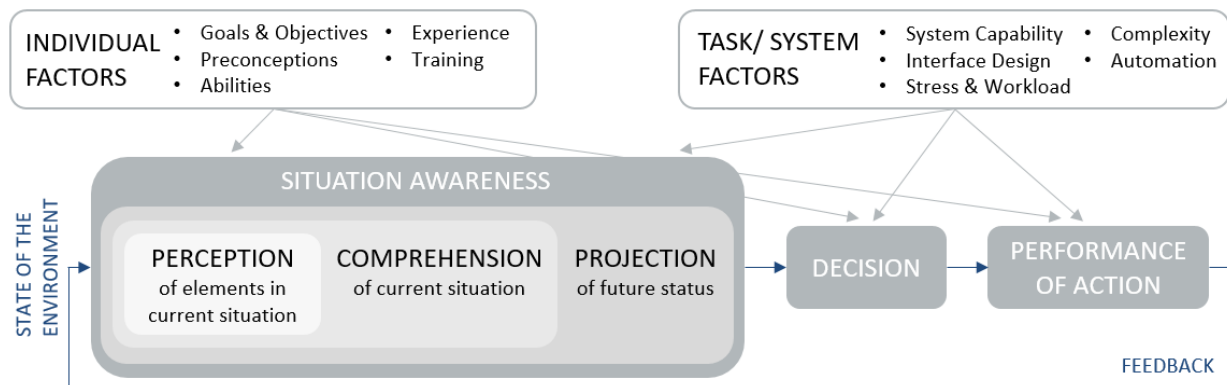 INDIVIDUAL
FACTORS
• Goals & Objectives
• Preconceptions
• Abilities
• Experience
• Training
TASK/ SYSTEM
FACTORS
• System Capability
• Interface Design
• Stress & Workload
• Complexity
• Automation
STATE OF THE
ENVIRONMENT
SITUATION AWARENESS
PERCEPTION
of elements in
current situation
COMPREHENSION
of current situation
PROJECTION
of future status
DECISION
PERFORMANCE
OF ACTION
FEEDBACK